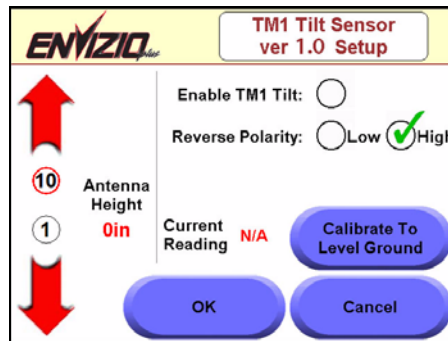 ENVIZIO plus
TM1 Tilt Sensor
ver 1.0 Setup
Enable TM1 Tilt:
Reverse Polarity: Low High
10
1
Antenna
Height
0in
Current
Reading N/A
Calibrate To
Level Ground
OK
Cancel